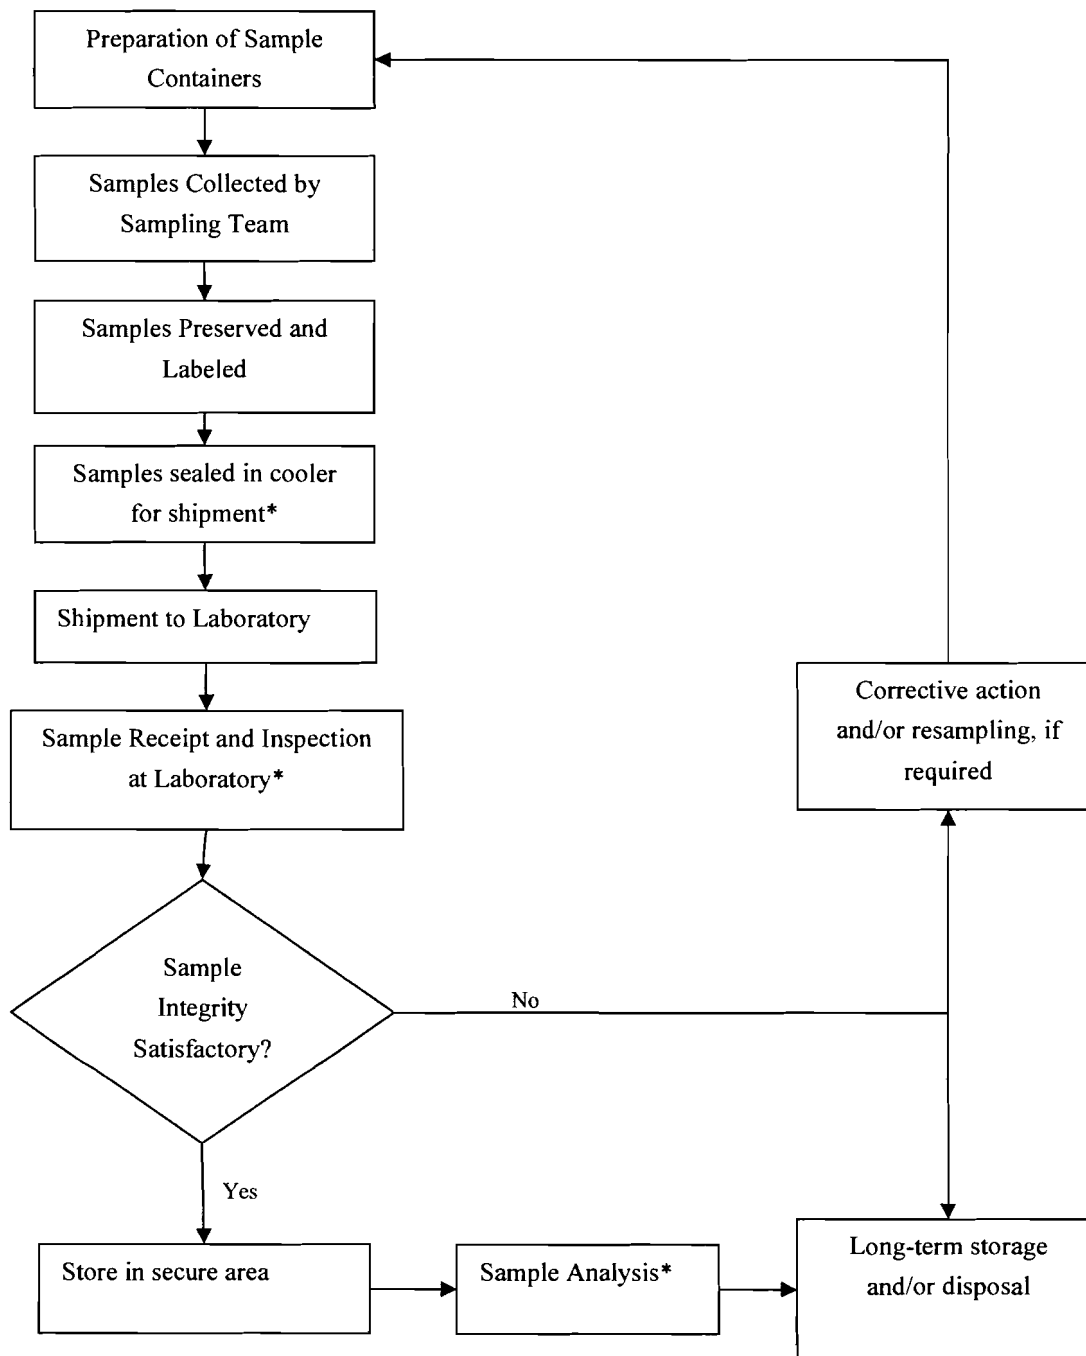 Preparation of Sample
Containers
Samples Collected by
Sampling Team
Samples Preserved and
Labeled
Samples sealed in cooler
for shipment*
Shipment to Laboratory
Sample Receipt and Inspection
at Laboratory*
Corrective action
and/or resampling, if
required
Sample
Integrity
Satisfactory?
No
Yes
Store in secure area
Sample Analysis*
Long-term storage
and/or disposal